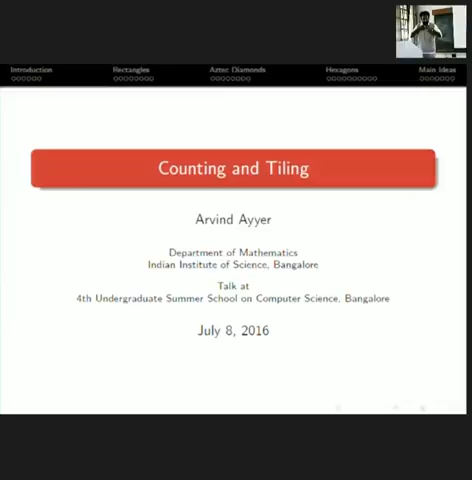 Introduction Rectangles Aztec Diamonds Hexagons Main Ideas
Counting and Tiling
Arvind Ayyer
Department of Mathematics
Indian Institute of Science, Bangalore
Talk at
4th Undergraduate Summer School on Computer Science, Bangalore
July 8, 2016